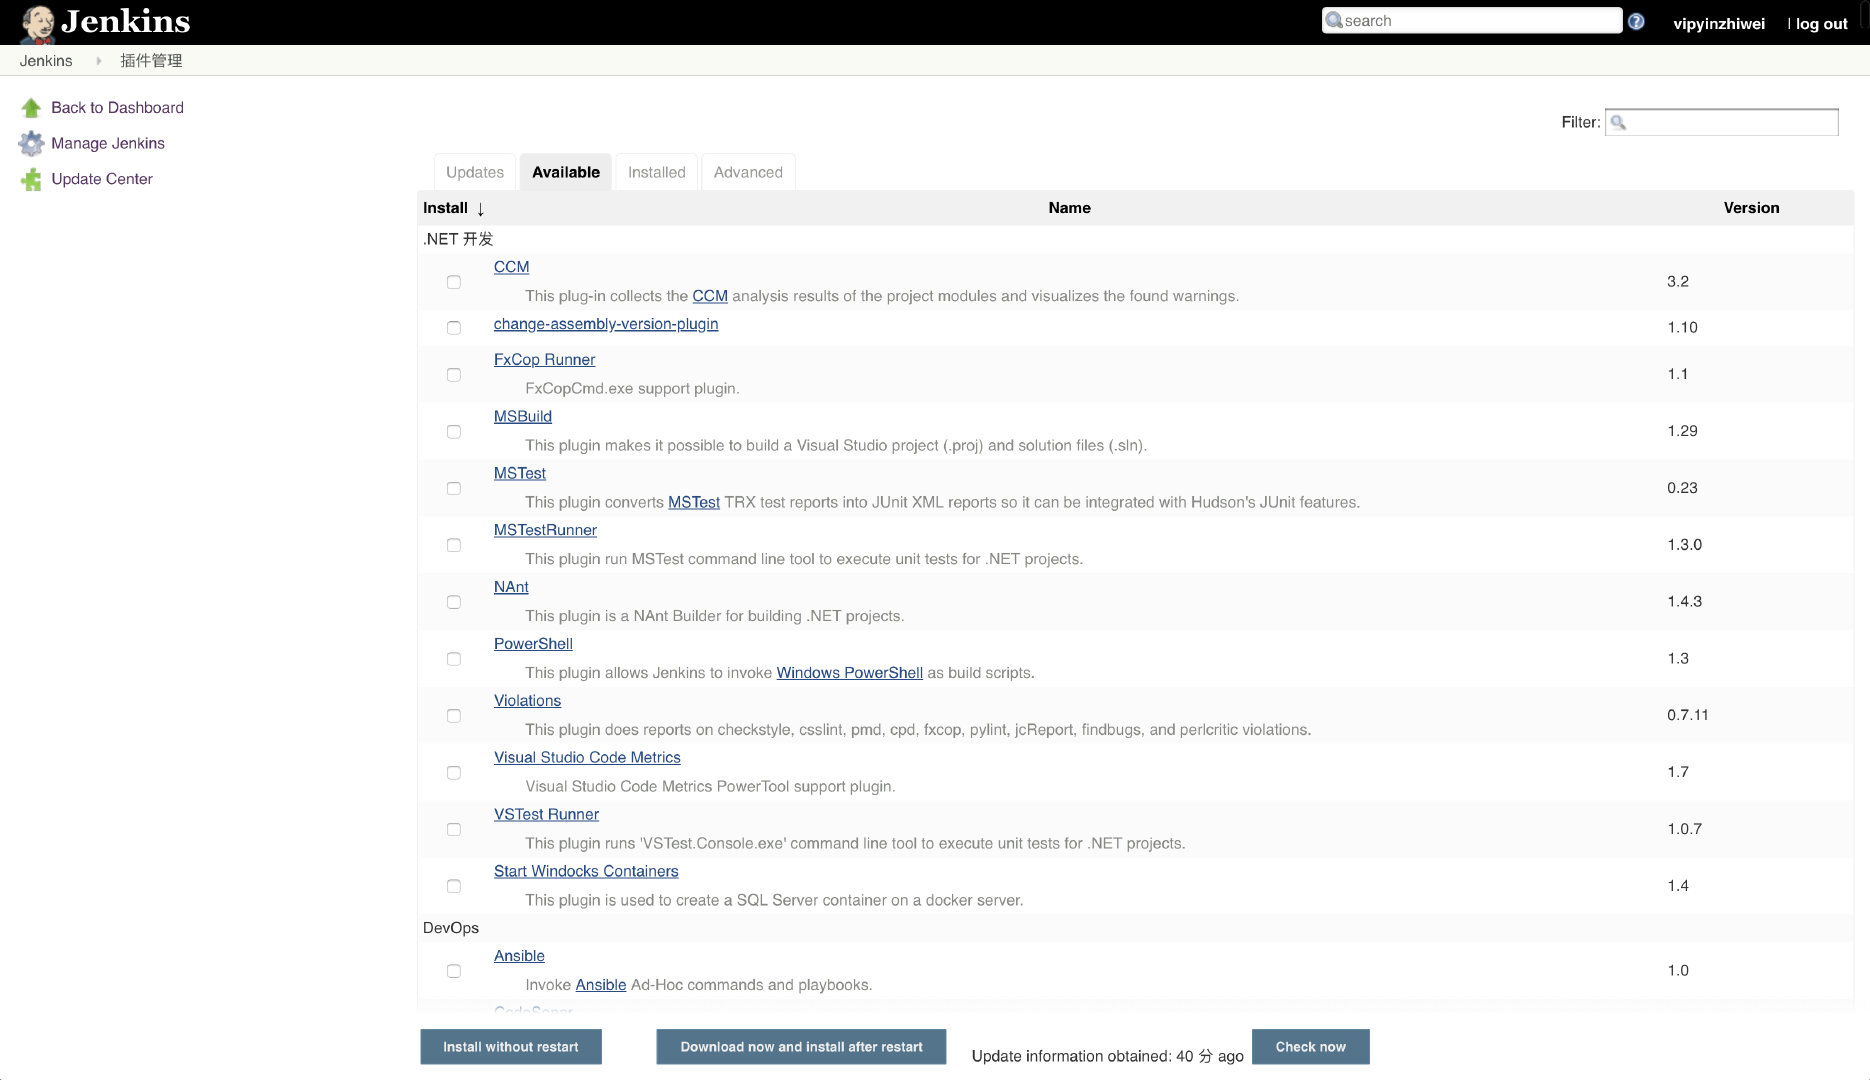 Jenkins
search
vipyinzhiwei
| log out
Jenkins
插件管理
Back to Dashboard
Manage Jenkins
Update Center
Filter:
Updates
Available
Installed
Advanced
Install ↓
Name
Version
.NET 开发
CCM
This plug-in collects the CCM analysis results of the project modules and visualizes the found warnings.
3.2
change-assembly-version-plugin
1.10
FxCop Runner
FxCopCmd.exe support plugin.
1.1
MSBuild
This plugin makes it possible to build a Visual Studio project (.proj) and solution files (.sln).
1.29
MSTest
This plugin converts MSTest TRX test reports into JUnit XML reports so it can be integrated with Hudson's JUnit features.
0.23
MSTestRunner
This plugin run MSTest command line tool to execute unit tests for .NET projects.
1.3.0
NAnt
This plugin is a NAnt Builder for building .NET projects.
1.4.3
PowerShell
This plugin allows Jenkins to invoke Windows PowerShell as build scripts.
1.3
Violations
This plugin does reports on checkstyle, csslint, pmd, cpd, fxcop, pylint, jcReport, findbugs, and perlcritic violations.
0.7.11
Visual Studio Code Metrics
Visual Studio Code Metrics PowerTool support plugin.
1.7
VSTest Runner
This plugin runs 'VSTest.Console.exe' command line tool to execute unit tests for .NET projects.
1.0.7
Start Windocks Containers
This plugin is used to create a SQL Server container on a docker server.
1.4
DevOps
Ansible
Invoke Ansible Ad-Hoc commands and playbooks.
1.0
CodeSonar
Install without restart
Download now and install after restart
Update information obtained: 40 分 ago
Check now